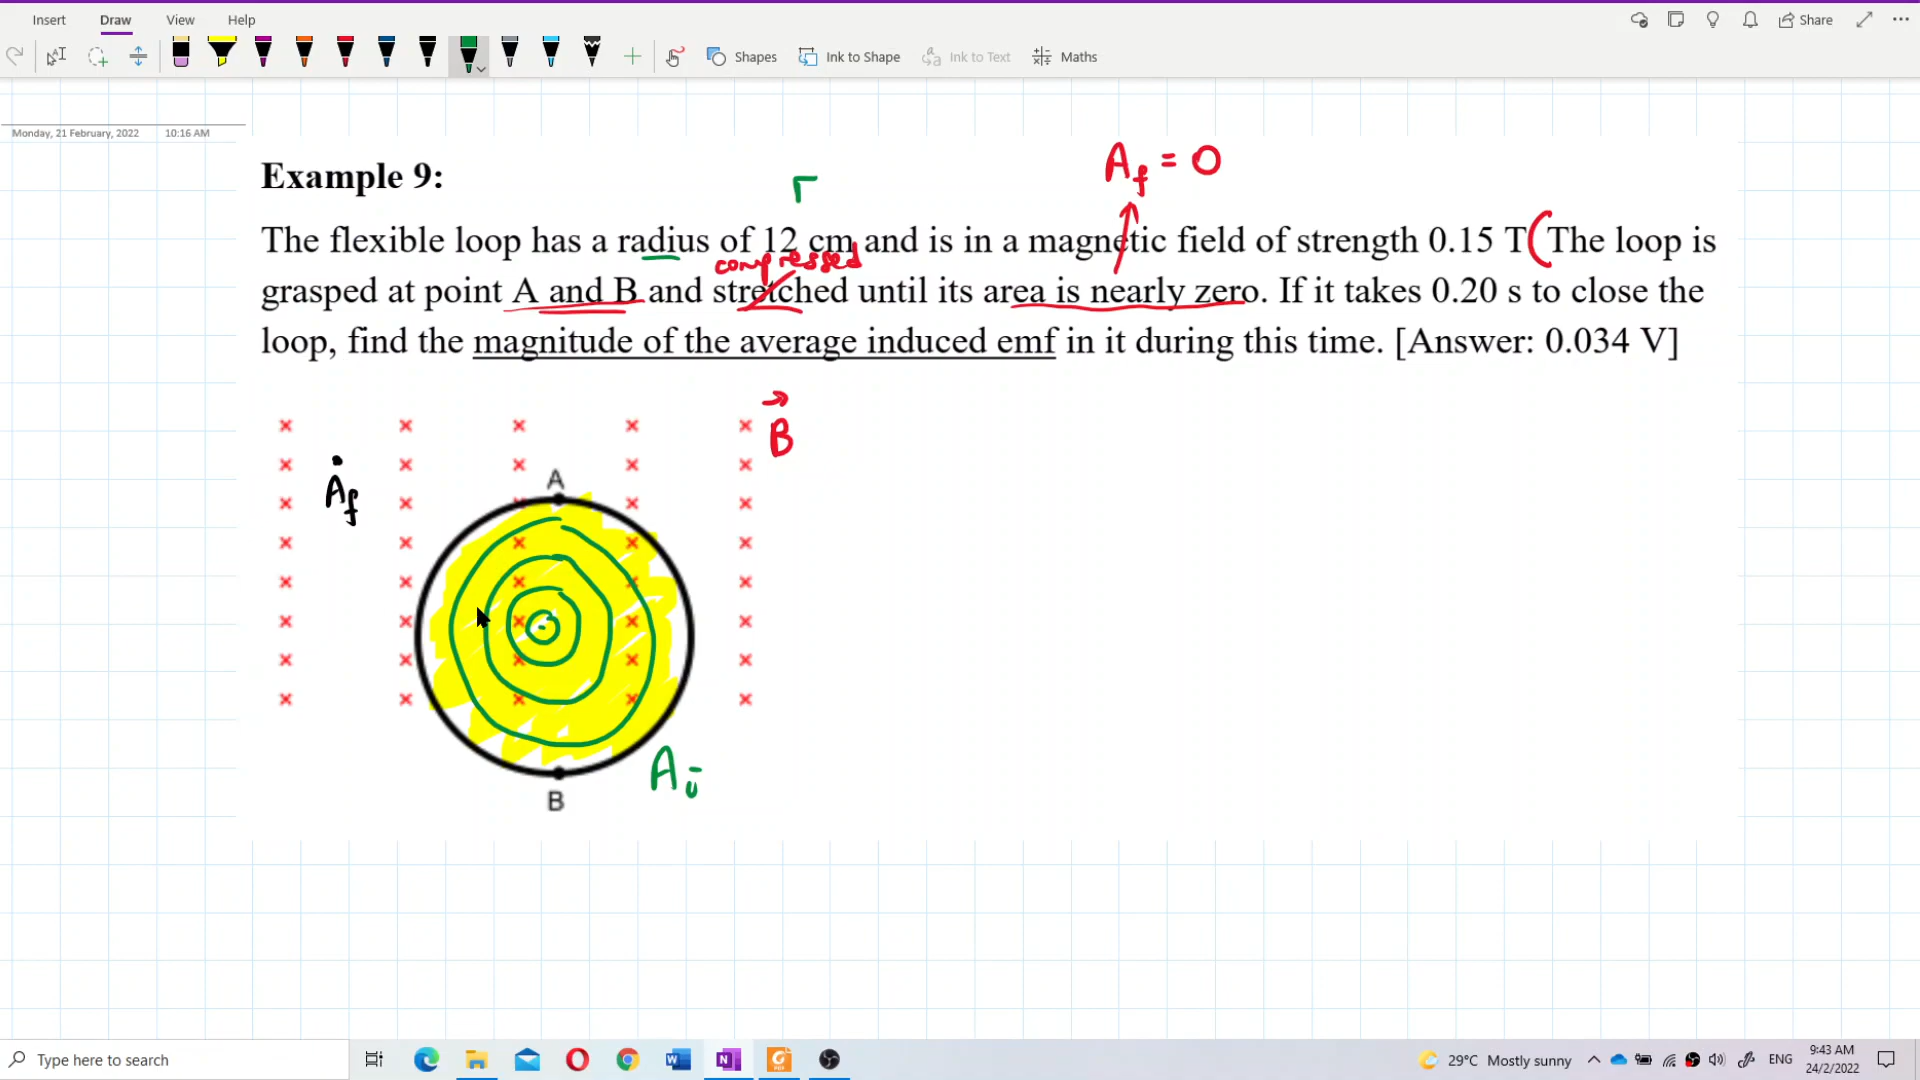 Insert Draw View Help
Share
Shapes Ink to Shape Ink to Text Maths
Monday, 21 February, 2022 10:16 AM
A_f = 0
Example 9:
r
The flexible loop has a radius of 12 cm and is in a magnetic field of strength 0.15 T. The loop is
compressed
grasped at point A and B and stretched until its area is nearly zero. If it takes 0.20 s to close the
loop, find the magnitude of the average induced emf in it during this time. [Answer: 0.034 V]
B
A
A_f
A_i
B
Type here to search
29°C Mostly sunny
ENG
9:43 AM
24/2/2022